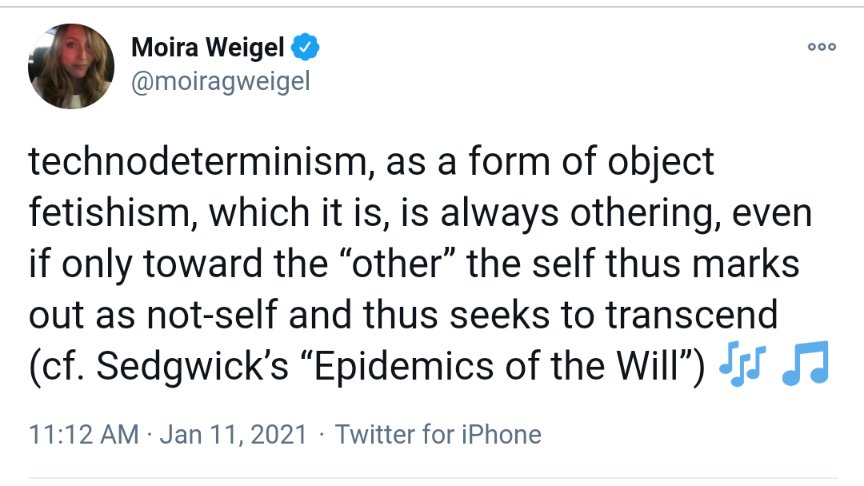 Moira Weigel
@moiragweigel
technodeterminism, as a form of object
fetishism, which it is, is always othering, even
if only toward the “other” the self thus marks
out as not-self and thus seeks to transcend
(cf. Sedgwick’s “Epidemics of the Will”) 🎶 🎵
11:12 AM · Jan 11, 2021 · Twitter for iPhone